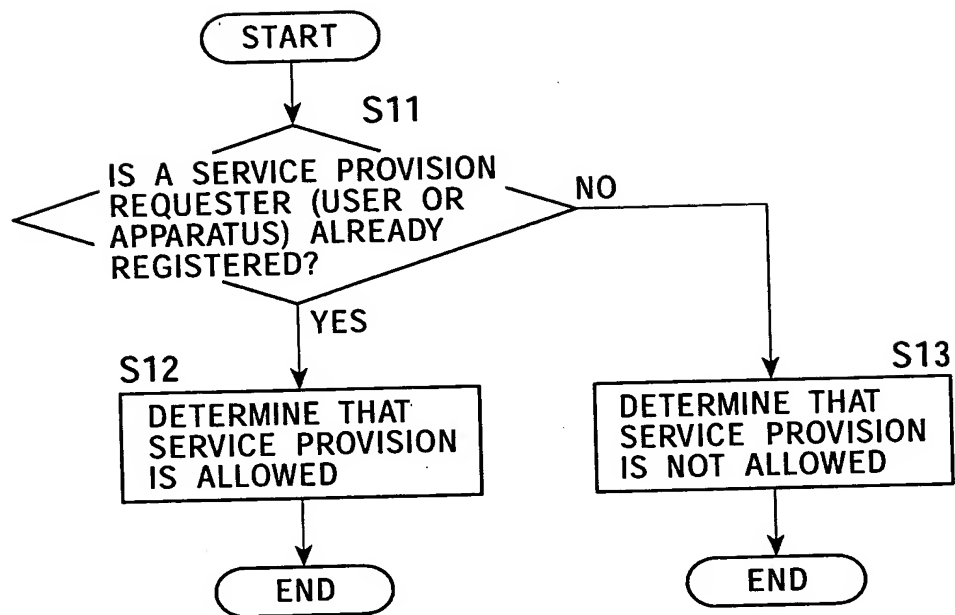 START
S11
IS A SERVICE PROVISION
REQUESTER (USER OR
APPARATUS) ALREADY
REGISTERED?
NO
YES
S12
DETERMINE THAT
SERVICE PROVISION
IS ALLOWED
S13
DETERMINE THAT
SERVICE PROVISION
IS NOT ALLOWED
END
END